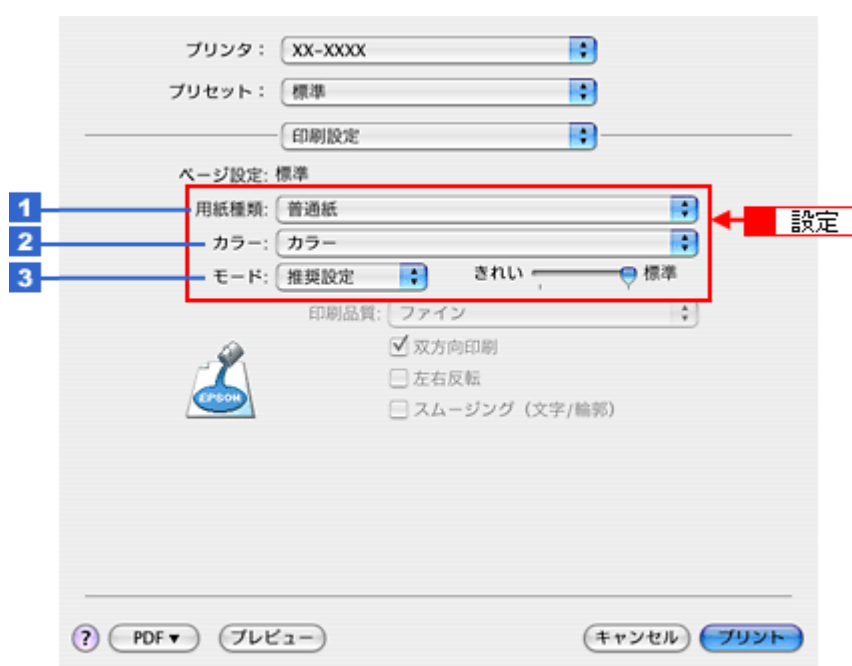 プリンタ： XX-XXXX
プリセット： 標準
印刷設定
ページ設定: 標準
1 用紙種類: 普通紙
設定
2 カラー: カラー
3 モード: 推奨設定 きれい 標準
印刷品質: ファイン
双方向印刷
左右反転
スムージング（文字/輪郭）
EPSON
? PDF▼ プレビュー キャンセル プリント